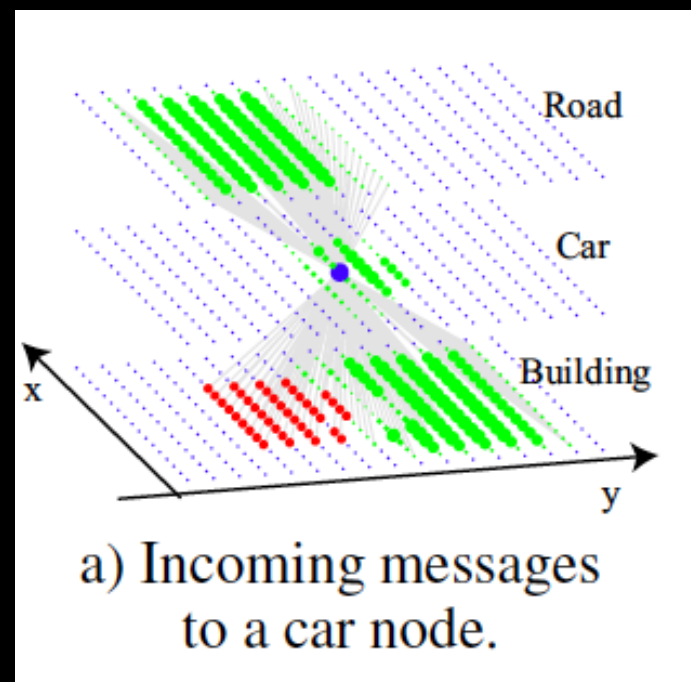 Road
Car
Building
x
y
a) Incoming messages
to a car node.